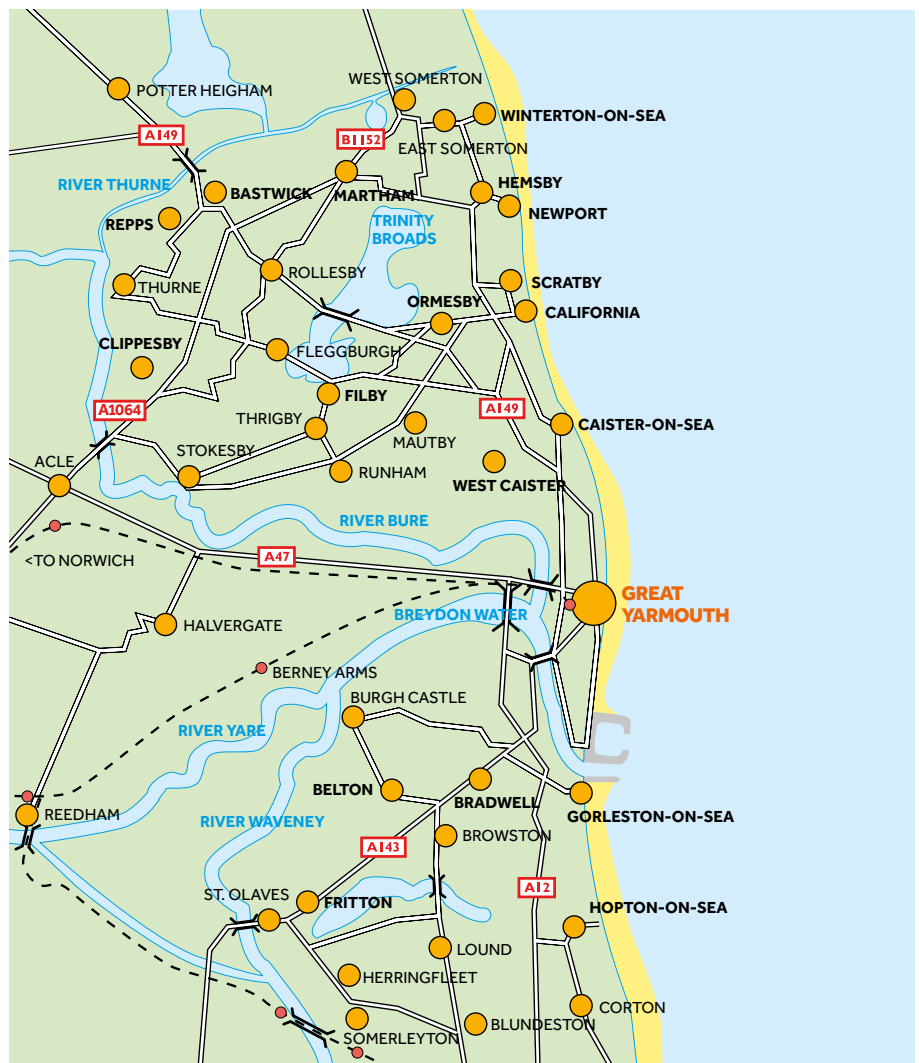 WEST SOMERTON
POTTER HEIGHAM
WINTERTON-ON-SEA
A149
B1152
EAST SOMERTON
RIVER THURNE
BASTWICK
MARTHAM
HEMSBY
NEWPORT
REPPS
TRINITY
BROADS
ROLLESBY
SCRATBY
THURNE
ORMESBY
CALIFORNIA
CLIPPESBY
FLEGGBURGH
FILBY
A1064
A149
THRIGBY
CAISTER-ON-SEA
MAUTBY
STOKESBY
ACLE
RUNHAM
WEST CAISTER
RIVER BURE
<TO NORWICH
A47
GREAT
YARMOUTH
BREYDON WATER
HALVERGATE
BERNEY ARMS
BURGH CASTLE
RIVER YARE
BELTON
BRADWELL
REEDHAM
RIVER WAVENEY
GORLESTON-ON-SEA
BROWSTON
A143
A12
ST. OLAVES
FRITTON
HOPTON-ON-SEA
LOUND
HERRINGFLEET
CORTON
BLUNDESTON
SOMERLEYTON